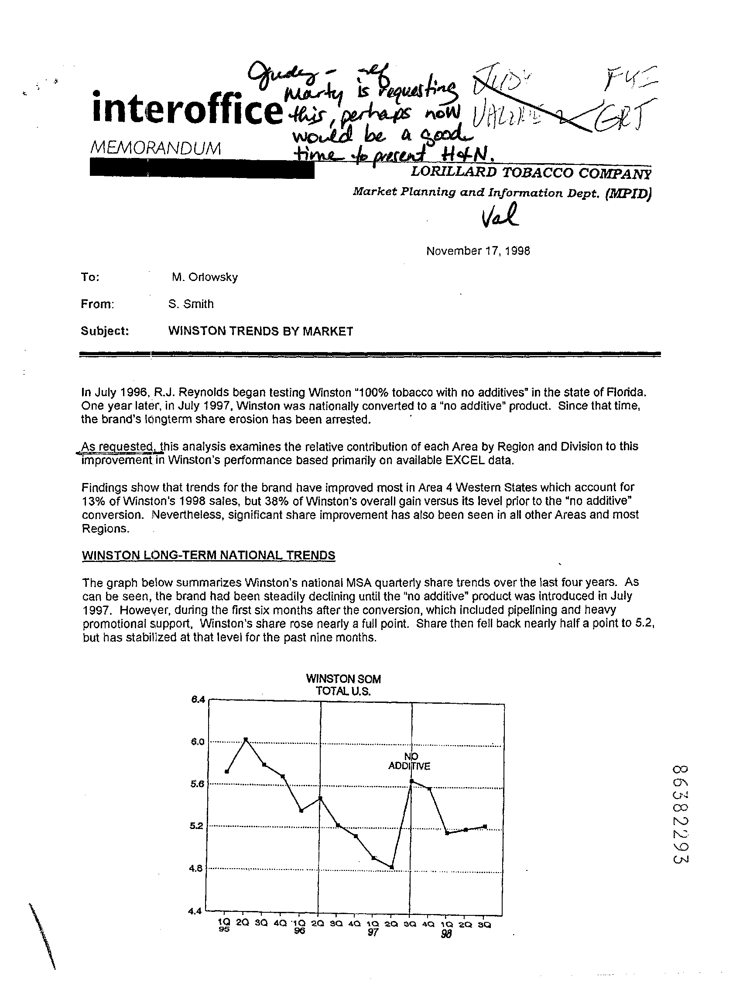 Judy - ref
Marty is requesting
this, perhaps now
would be a good
time to present H&N.
JUDY
VALERIE
FYI
GRT
interoffice
MEMORANDUM
LORILLARD TOBACCO COMPANY
Market Planning and Information Dept. (MPID)
Val
November 17, 1998
To: M. Orlowsky
From: S. Smith
Subject: WINSTON TRENDS BY MARKET
In July 1996, R.J. Reynolds began testing Winston "100% tobacco with no additives" in the state of Florida.
One year later, in July 1997, Winston was nationally converted to a "no additive" product. Since that time,
the brand's longterm share erosion has been arrested.
As requested, this analysis examines the relative contribution of each Area by Region and Division to this
improvement in Winston's performance based primarily on available EXCEL data.
Findings show that trends for the brand have improved most in Area 4 Western States which account for
13% of Winston's 1998 sales, but 38% of Winston's overall gain versus its level prior to the "no additive"
conversion. Nevertheless, significant share improvement has also been seen in all other Areas and most
Regions.
WINSTON LONG-TERM NATIONAL TRENDS
The graph below summarizes Winston's national MSA quarterly share trends over the last four years. As
can be seen, the brand had been steadily declining until the "no additive" product was introduced in July
1997. However, during the first six months after the conversion, which included pipelining and heavy
promotional support, Winston's share rose nearly a full point. Share then fell back nearly half a point to 5.2,
but has stabilized at that level for the past nine months.
WINSTON SOM
TOTAL U.S.
6.4
6.0
NO
ADDITIVE
5.6
5.2
4.8
4.4
1Q 2Q 3Q 4Q 1Q 2Q 3Q 4Q 1Q 2Q 3Q 4Q 1Q 2Q 3Q
95 96 97 98
86382293